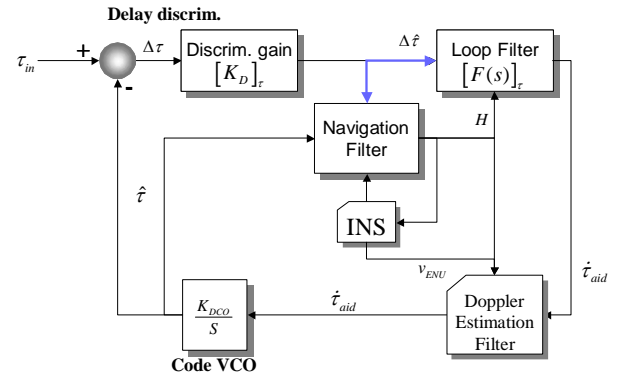 Delay discrim.
τ_in
+
-
Δτ
Discrim. gain
[K_D]_τ
Δτ̂
Loop Filter
[F(s)]_τ
H
Navigation
Filter
τ̂
INS
v_ENU
τ̇_aid
τ̇_aid
K_DCO
S
Doppler
Estimation
Filter
Code VCO